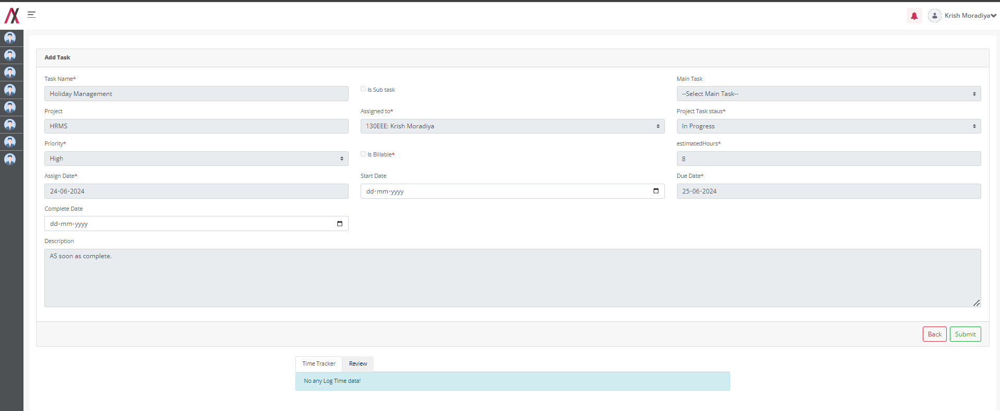 Krish Moradiya
Add Task
Task Name*
Main Task
Holiday Management
Is Sub task
--Select Main Task--
Project
Assigned to*
Project Task staus*
HRMS
130EEE: Krish Moradiya
In Progress
Priority*
estimatedHours*
High
Is Billable*
8
Assign Date*
Start Date
Due Date*
24-06-2024
dd-mm-yyyy
25-06-2024
Complete Date
dd-mm-yyyy
Description
AS soon as complete.
Back
Submit
Time Tracker
Review
No any Log Time data!